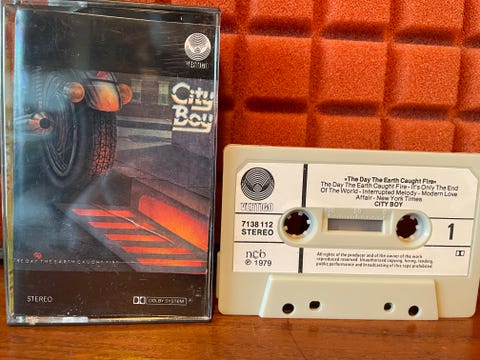 VERTIGO
City
Boy
THE DAY THE EARTH CAUGHT FIRE
STEREO
DOLBY SYSTEM
«The Day The Earth Caught Fire»
The Day The Earth Caught Fire - It's Only The End
Of The World - Interrupted Melody - Modern Love
Affair - New York Times
CITY BOY
VERTIGO
7138 112
STEREO
1
ncb
℗ 1979
All rights of the producer and of the owner of the work
reproduced reserved. Unauthorized copying, hiring, lending,
public performance and broadcasting of this tape prohibited.